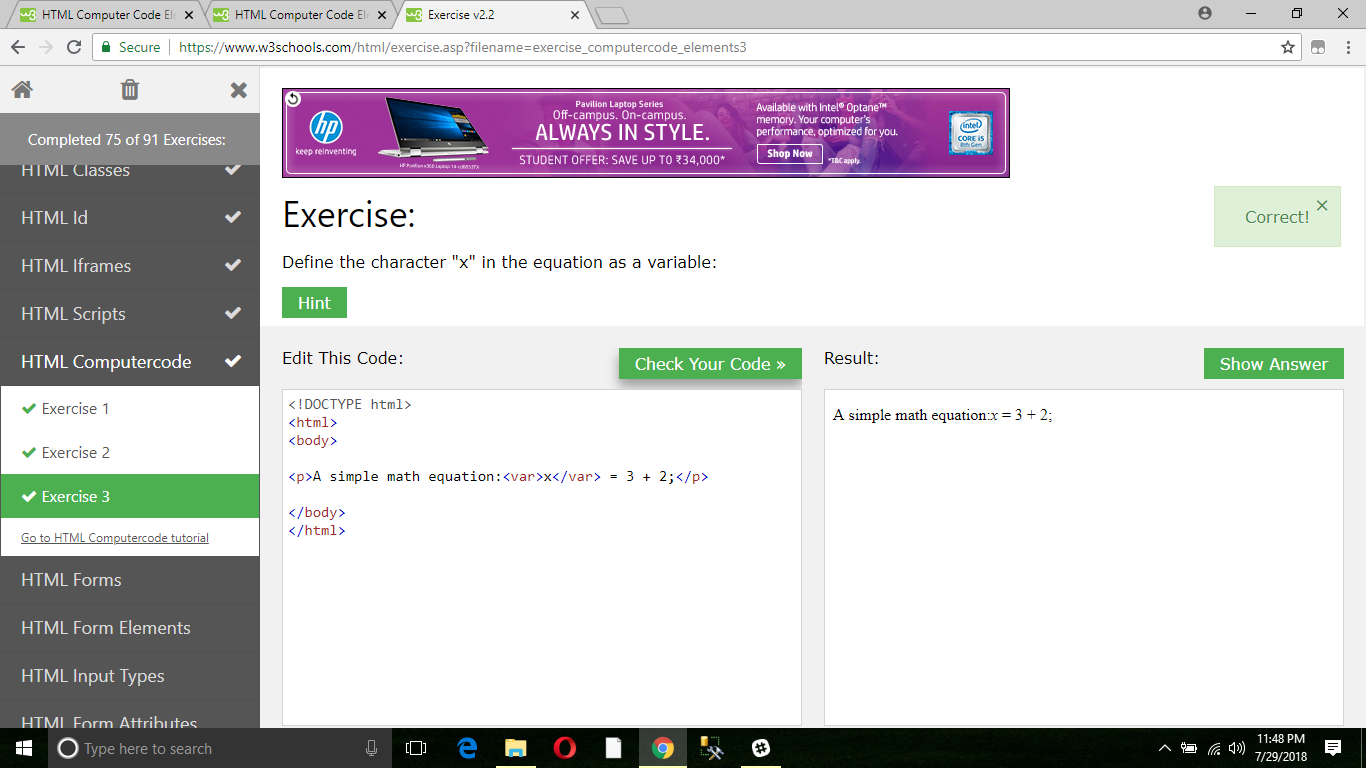 HTML Computer Code El
HTML Computer Code El
Exercise v2.2
Secure
https://www.w3schools.com/html/exercise.asp?filename=exercise_computercode_elements3
Completed 75 of 91 Exercises:
HTML Classes
HTML Id
HTML Iframes
HTML Scripts
HTML Computercode
Exercise 1
Exercise 2
Exercise 3
Go to HTML Computercode tutorial
HTML Forms
HTML Form Elements
HTML Input Types
HTML Form Attributes
hp
keep reinventing
HP Pavilion x360 Laptop 14-cd0053TX
Pavilion Laptop Series
Off-campus. On-campus.
ALWAYS IN STYLE.
STUDENT OFFER: SAVE UP TO ₹34,000*
Available with Intel® Optane™
memory. Your computer's
performance, optimized for you.
Shop Now
*T&C apply.
intel
CORE i5
8th Gen
Exercise:
Correct!
Define the character "x" in the equation as a variable:
Hint
Edit This Code:
Check Your Code »
<!DOCTYPE html>
<html>
<body>
<p>A simple math equation:<var>x</var> = 3 + 2;</p>
</body>
</html>
Result:
Show Answer
A simple math equation:x = 3 + 2;
Type here to search
11:48 PM
7/29/2018